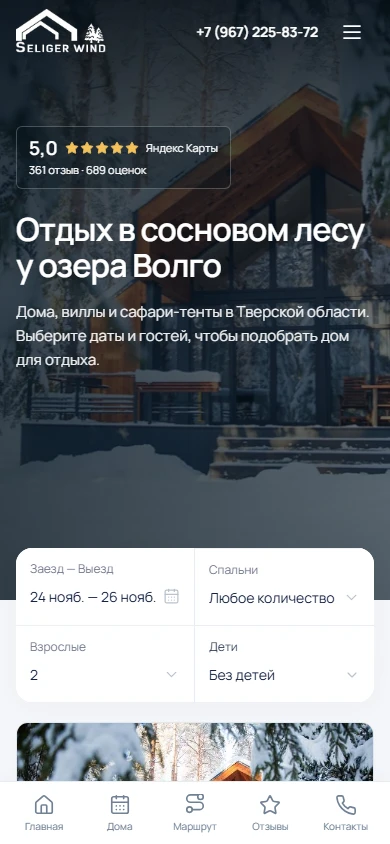 SELIGER WIND
+7 (967) 225-83-72
5,0 Яндекс Карты
361 отзыв · 689 оценок
Отдых в сосновом лесу
у озера Волго
Дома, виллы и сафари-тенты в Тверской области.
Выберите даты и гостей, чтобы подобрать дом
для отдыха.
Заезд — Выезд
24 нояб. — 26 нояб.
Спальни
Любое количество
Взрослые
2
Дети
Без детей
Главная
Дома
Маршрут
Отзывы
Контакты